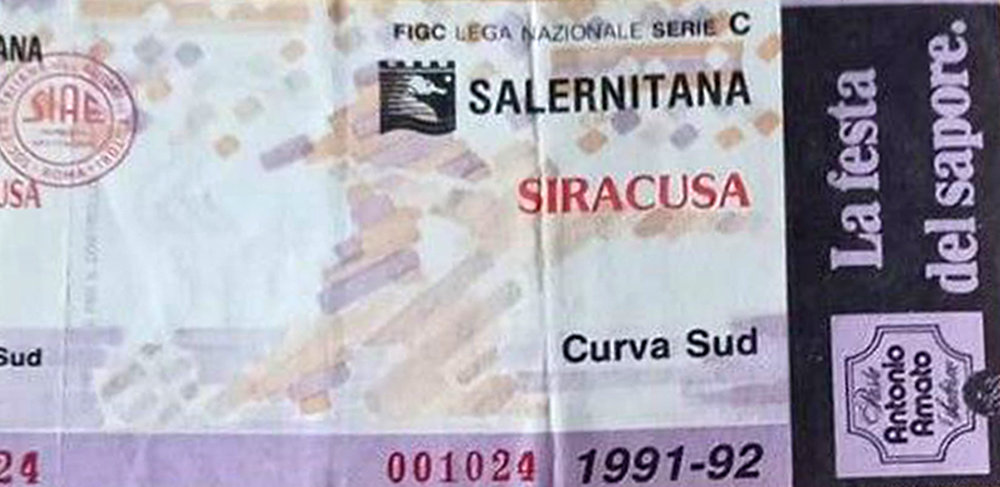 ANA
SIAE
ROMA
USA
Sud
24
FIGC LEGA NAZIONALE SERIE C
SALERNITANA
SIRACUSA
Curva Sud
001024 1991-92
La festa
del sapore.
Antonio
Amato